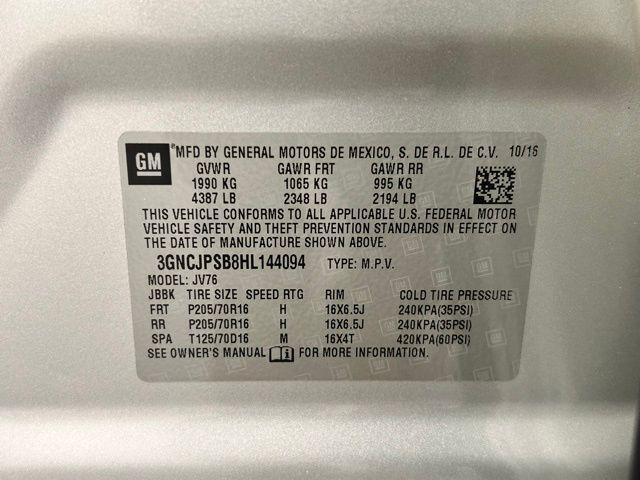 GM ®MFD BY GENERAL MOTORS DE MEXICO, S. DE R.L. DE C.V. 10/16
GVWR GAWR FRT GAWR RR
1990 KG 1065 KG 995 KG
4387 LB 2348 LB 2194 LB
THIS VEHICLE CONFORMS TO ALL APPLICABLE U.S. FEDERAL MOTOR
VEHICLE SAFETY AND THEFT PREVENTION STANDARDS IN EFFECT ON
THE DATE OF MANUFACTURE SHOWN ABOVE.
3GNCJPSB8HL144094 TYPE: M.P.V.
MODEL: JV76
JBBK TIRE SIZE SPEED RTG RIM COLD TIRE PRESSURE
FRT P205/70R16 H 16X6.5J 240KPA(35PSI)
RR P205/70R16 H 16X6.5J 240KPA(35PSI)
SPA T125/70D16 M 16X4T 420KPA(60PSI)
SEE OWNER'S MANUAL FOR MORE INFORMATION.